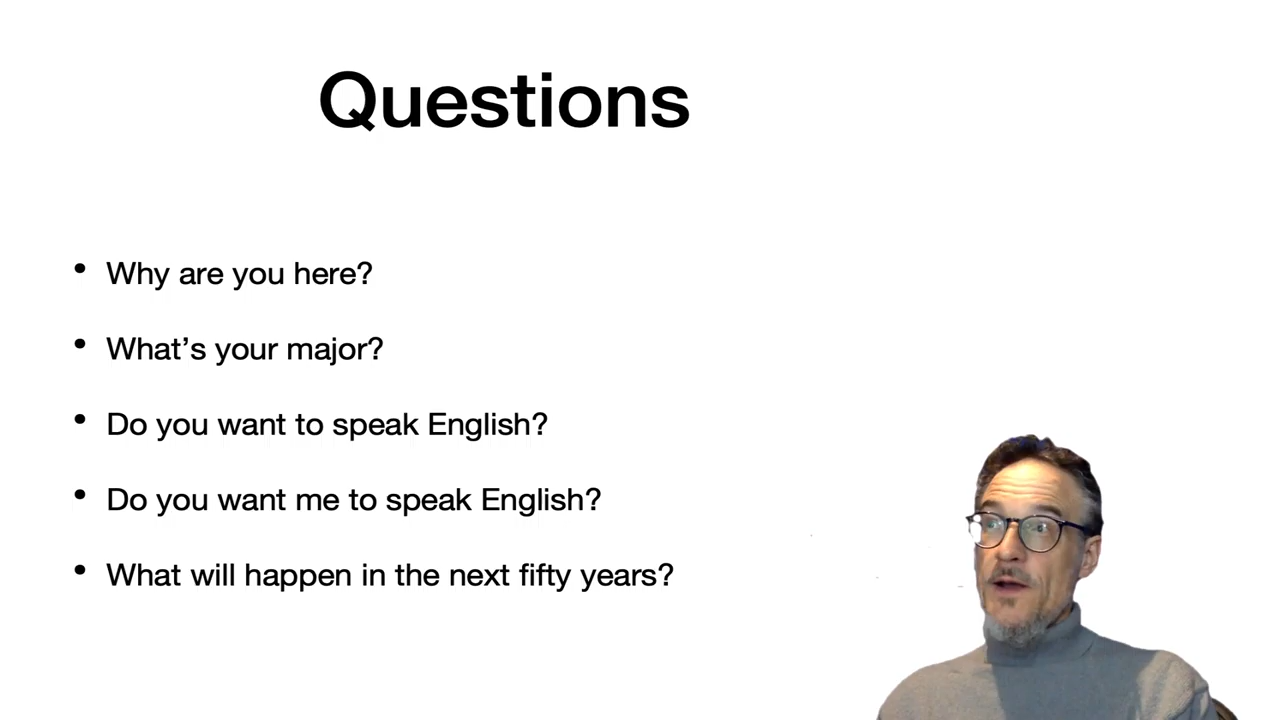 Questions
• Why are you here?
• What’s your major?
• Do you want to speak English?
• Do you want me to speak English?
• What will happen in the next fifty years?